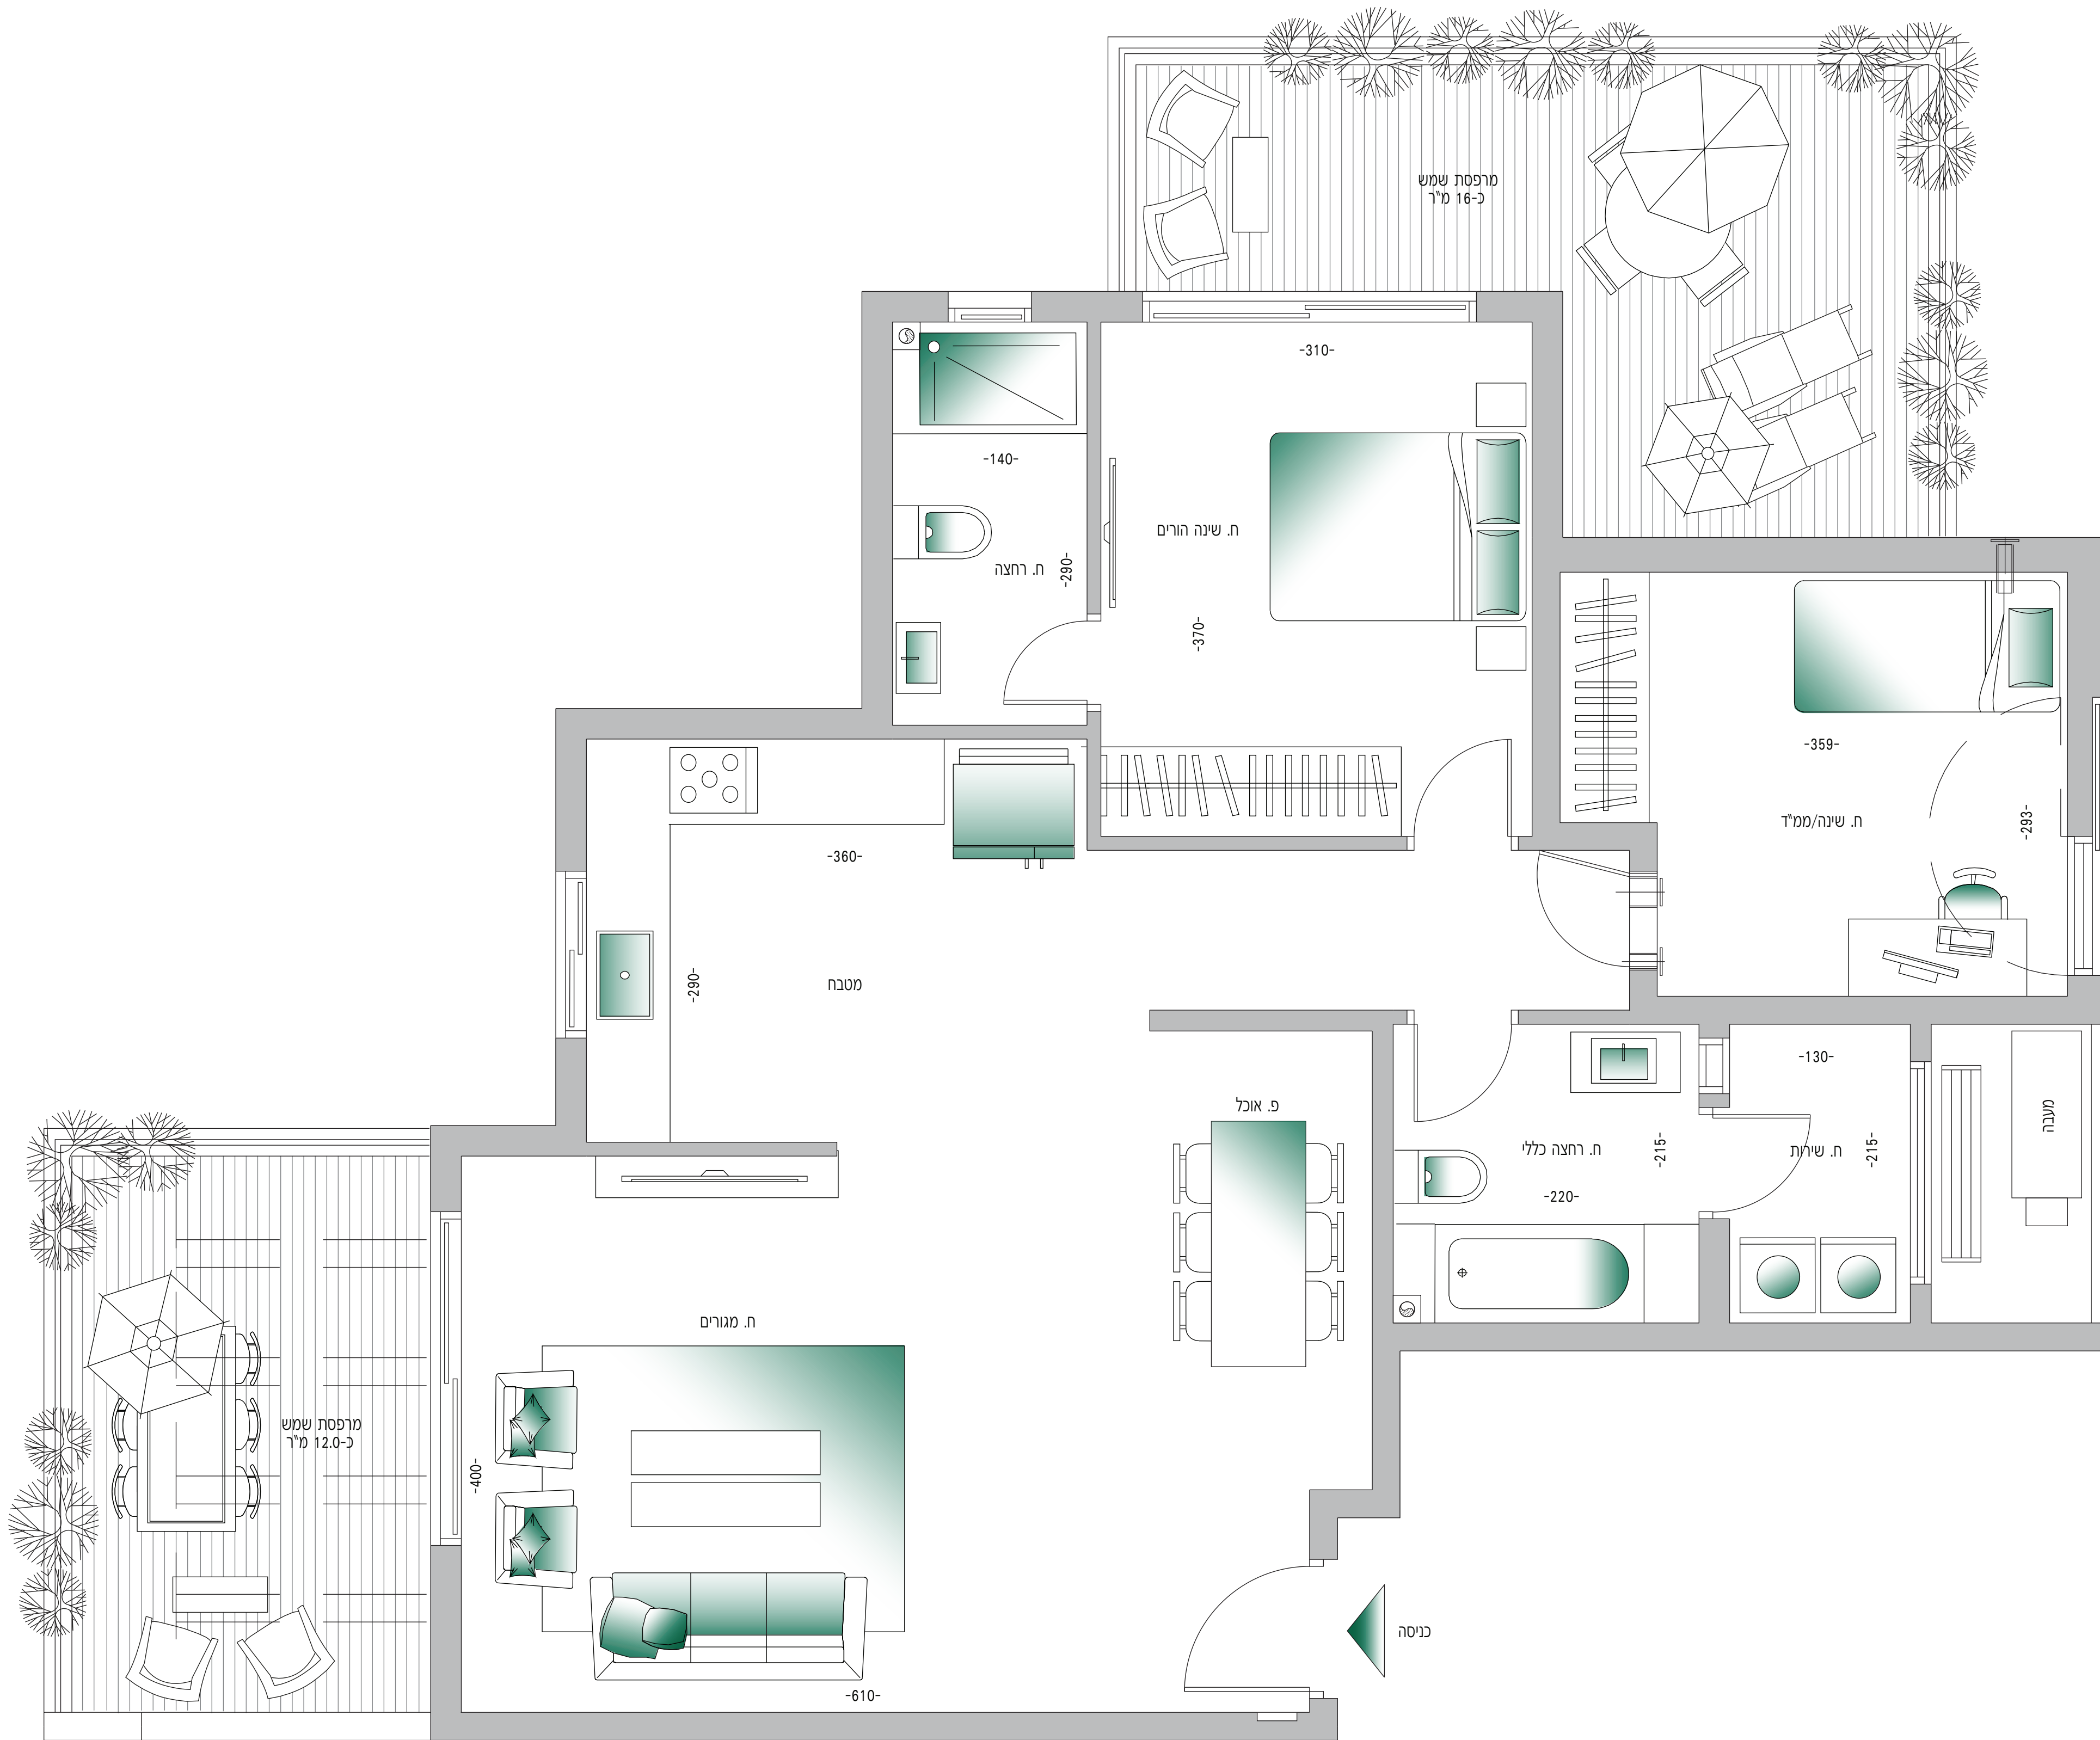 מרפסת שמש
כ-16 מ"ר
-310-
-140-
ח. רחצה
-290-
ח. שינה הורים
-370-
-359-
ח. שינה/ממ"ד
-293-
-360-
-290-
מטבח
פ. אוכל
-130-
מעבה
ח. רחצה כללי
-215-
-220-
ח. שירות
-215-
ח. מגורים
מרפסת שמש
כ-12.0 מ"ר
-400-
-610-
כניסה